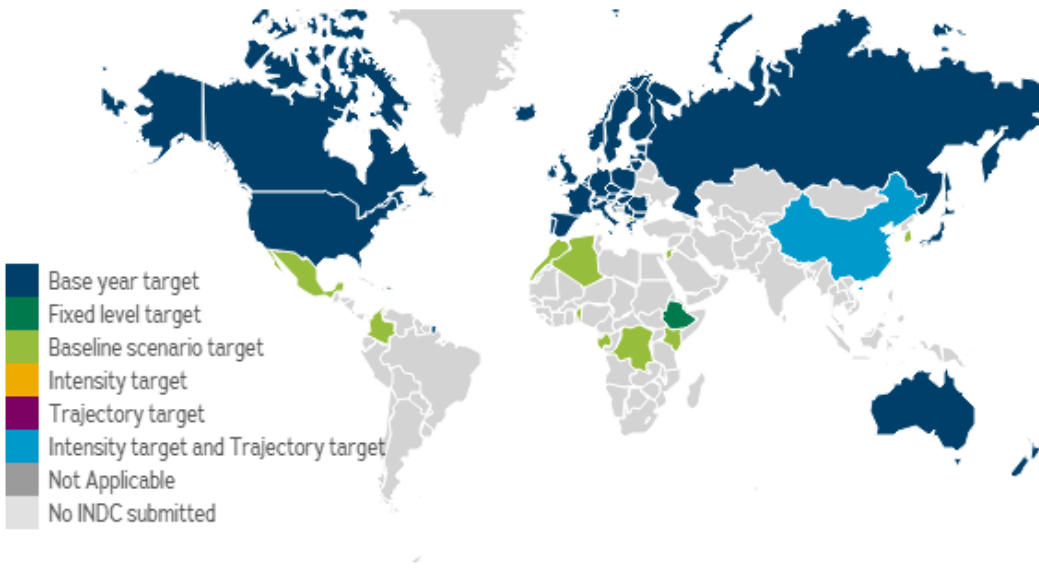 Base year target
Fixed level target
Baseline scenario target
Intensity target
Trajectory target
Intensity target and Trajectory target
Not Applicable
No INDC submitted